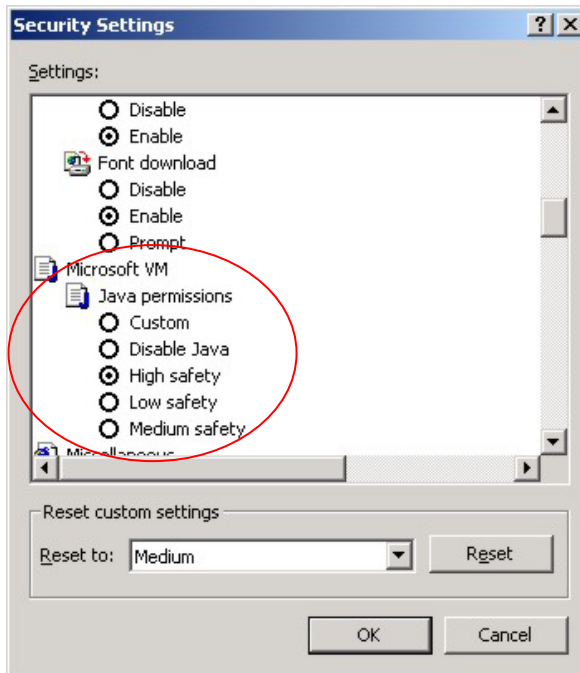 Security Settings
Settings:
Disable
Enable
Font download
Disable
Enable
Prompt
Microsoft VM
Java permissions
Custom
Disable Java
High safety
Low safety
Medium safety
Miscellaneous
Reset custom settings
Reset to: Medium Reset
OK Cancel